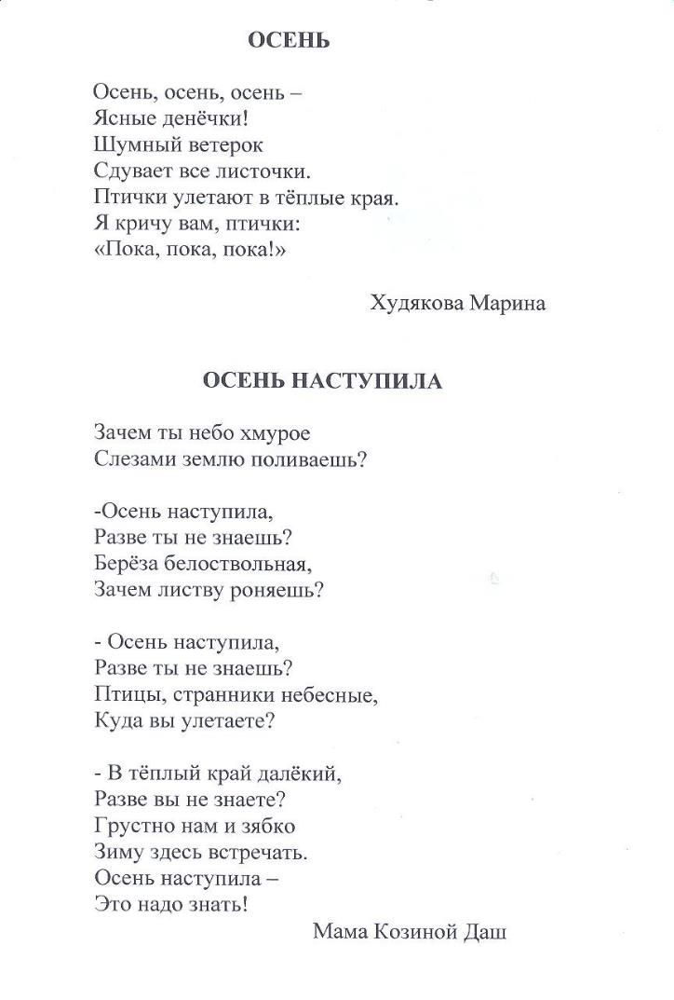 ОСЕНЬ
Осень, осень, осень –
Ясные денёчки!
Шумный ветерок
Сдувает все листочки.
Птички улетают в тёплые края.
Я кричу вам, птички:
«Пока, пока, пока!»
Худякова Марина
ОСЕНЬ НАСТУПИЛА
Зачем ты небо хмурое
Слезами землю поливаешь?
-Осень наступила,
Разве ты не знаешь?
Берёза белоствольная,
Зачем листву роняешь?
- Осень наступила,
Разве ты не знаешь?
Птицы, странники небесные,
Куда вы улетаете?
- В тёплый край далёкий,
Разве вы не знаете?
Грустно нам и зябко
Зиму здесь встречать.
Осень наступила –
Это надо знать!
Мама Козиной Даш